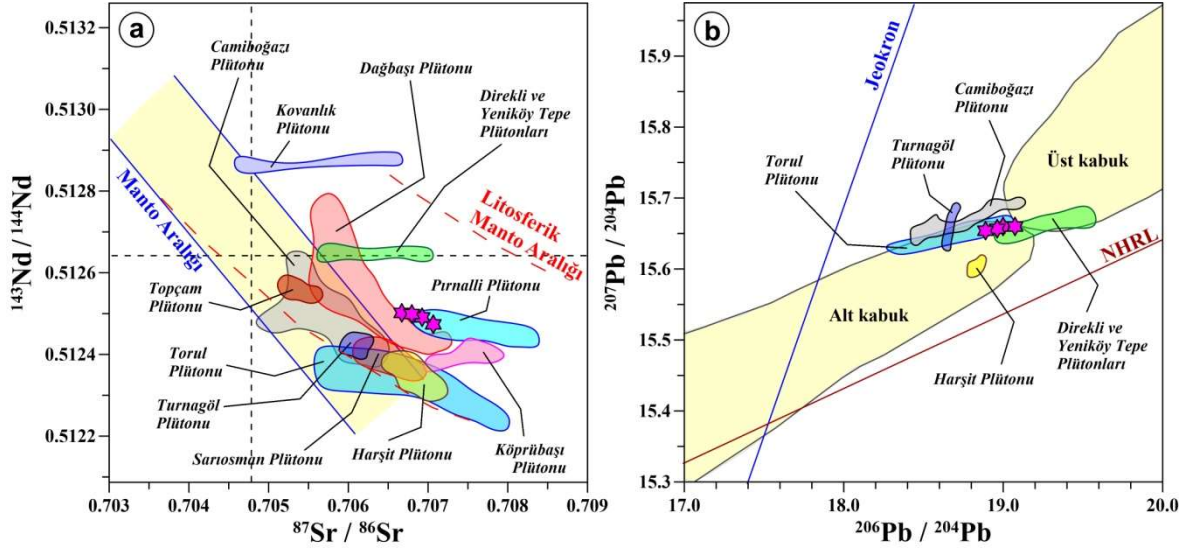 a
0.5132
0.5130
0.5128
0.5126
0.5124
0.5122
143Nd / 144Nd
0.703
0.704
0.705
0.706
0.707
0.708
0.709
87Sr / 86Sr
Camiboğazı
Plütonu
Dağbaşı Plütonu
Kovanlık
Plütonu
Direkli ve
Yeniköy Tepe
Plütonları
Manto Aralığı
Litosferik
Manto Aralığı
Topçam
Plütonu
Pırnallı Plütonu
Torul
Plütonu
Turnagöl
Plütonu
Sarıosman Plütonu
Harşit Plütonu
Köprübaşı
Plütonu
b
15.9
15.8
15.7
15.6
15.5
15.4
15.3
207Pb / 204Pb
17.0
18.0
19.0
20.0
206Pb / 204Pb
Jeokron
Camiboğazı
Plütonu
Turnagöl
Plütonu
Torul
Plütonu
Üst kabuk
NHRL
Alt kabuk
Direkli ve
Yeniköy Tepe
Plütonları
Harşit Plütonu